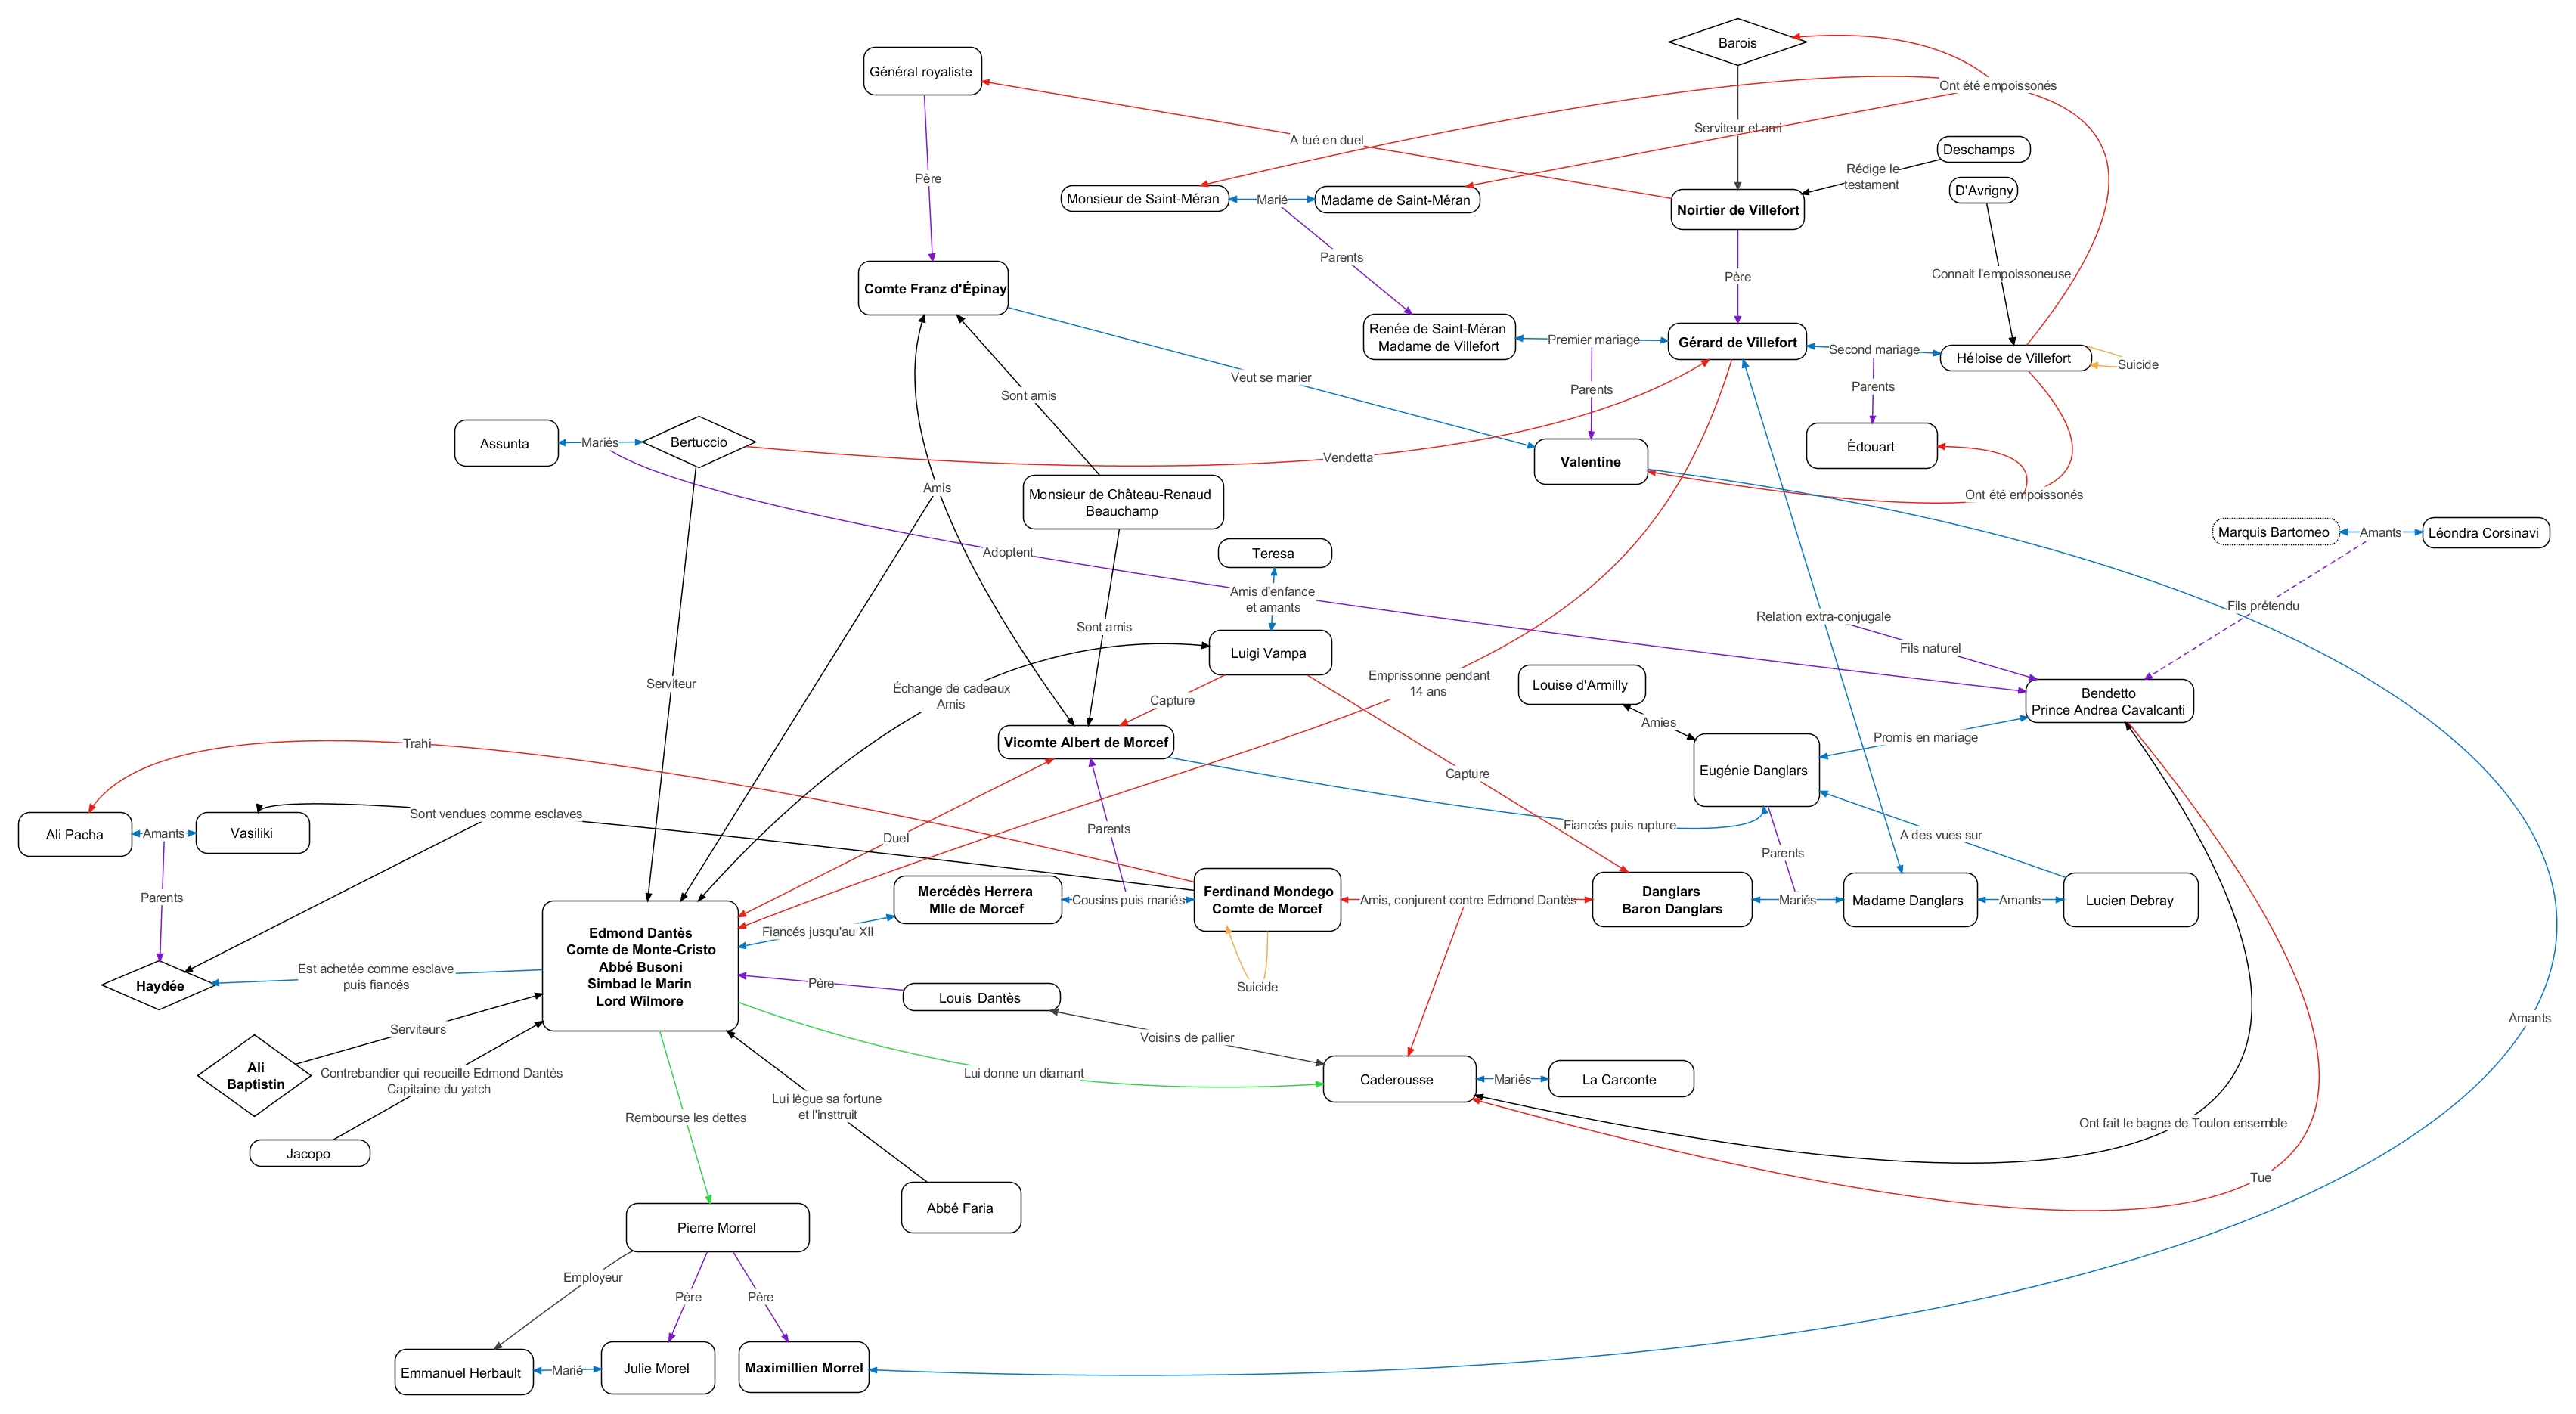 Barois
Général royaliste
Ont été empoissonés
Serviteur et ami
A tué en duel
Deschamps
Rédige le
testament
Père
D'Avrigny
Monsieur de Saint-Méran
Marié
Madame de Saint-Méran
Noirtier de Villefort
Parents
Connait l'empoissoneuse
Père
Comte Franz d'Épinay
Renée de Saint-Méran
Madame de Villefort
Premier mariage
Gérard de Villefort
Second mariage
Héloise de Villefort
Suicide
Veut se marier
Parents
Parents
Sont amis
Assunta
Mariés
Bertuccio
Vendetta
Valentine
Édouart
Amis
Monsieur de Château-Renaud
Beauchamp
Ont été empoissonés
Marquis Bartomeo
Amants
Léondra Corsinavi
Adoptent
Teresa
Amis d'enfance
et amants
Fils prétendu
Relation extra-conjugale
Sont amis
Luigi Vampa
Fils naturel
Serviteur
Échange de cadeaux
Amis
Capture
Emprissonne pendant
14 ans
Louise d'Armilly
Bendetto
Prince Andrea Cavalcanti
Amies
Trahi
Vicomte Albert de Morcef
Promis en mariage
Capture
Eugénie Danglars
Sont vendues comme esclaves
Ali Pacha
Amants
Vasiliki
Duel
Parents
Fiancés puis rupture
A des vues sur
Parents
Parents
Mercédès Herrera
Mlle de Morcef
Cousins puis mariés
Ferdinand Mondego
Comte de Morcef
Amis, conjurent contre Edmond Dantès
Danglars
Baron Danglars
Mariés
Madame Danglars
Amants
Lucien Debray
Edmond Dantès
Comte de Monte-Cristo
Abbé Busoni
Simbad le Marin
Lord Wilmore
Fiancés jusqu'au XII
Est achetée comme esclave
puis fiancés
Haydée
Père
Louis Dantès
Suicide
Serviteurs
Voisins de pallier
Amants
Ali
Baptistin
Contrebandier qui recueille Edmond Dantès
Capitaine du yatch
Lui donne un diamant
Caderousse
Mariés
La Carconte
Rembourse les dettes
Lui lègue sa fortune
et l'insttruit
Ont fait le bagne de Toulon ensemble
Jacopo
Tue
Abbé Faria
Pierre Morrel
Employeur
Père
Père
Emmanuel Herbault
Marié
Julie Morel
Maximillien Morrel